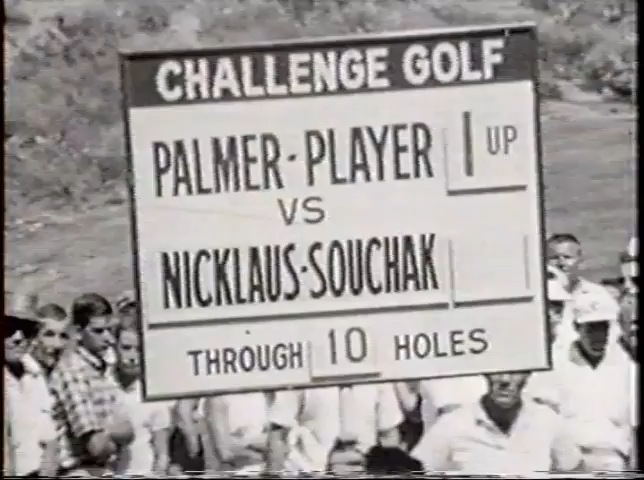 CHALLENGE GOLF
PALMER-PLAYER 1 UP
VS
NICKLAUS-SOUCHAK
THROUGH 10 HOLES